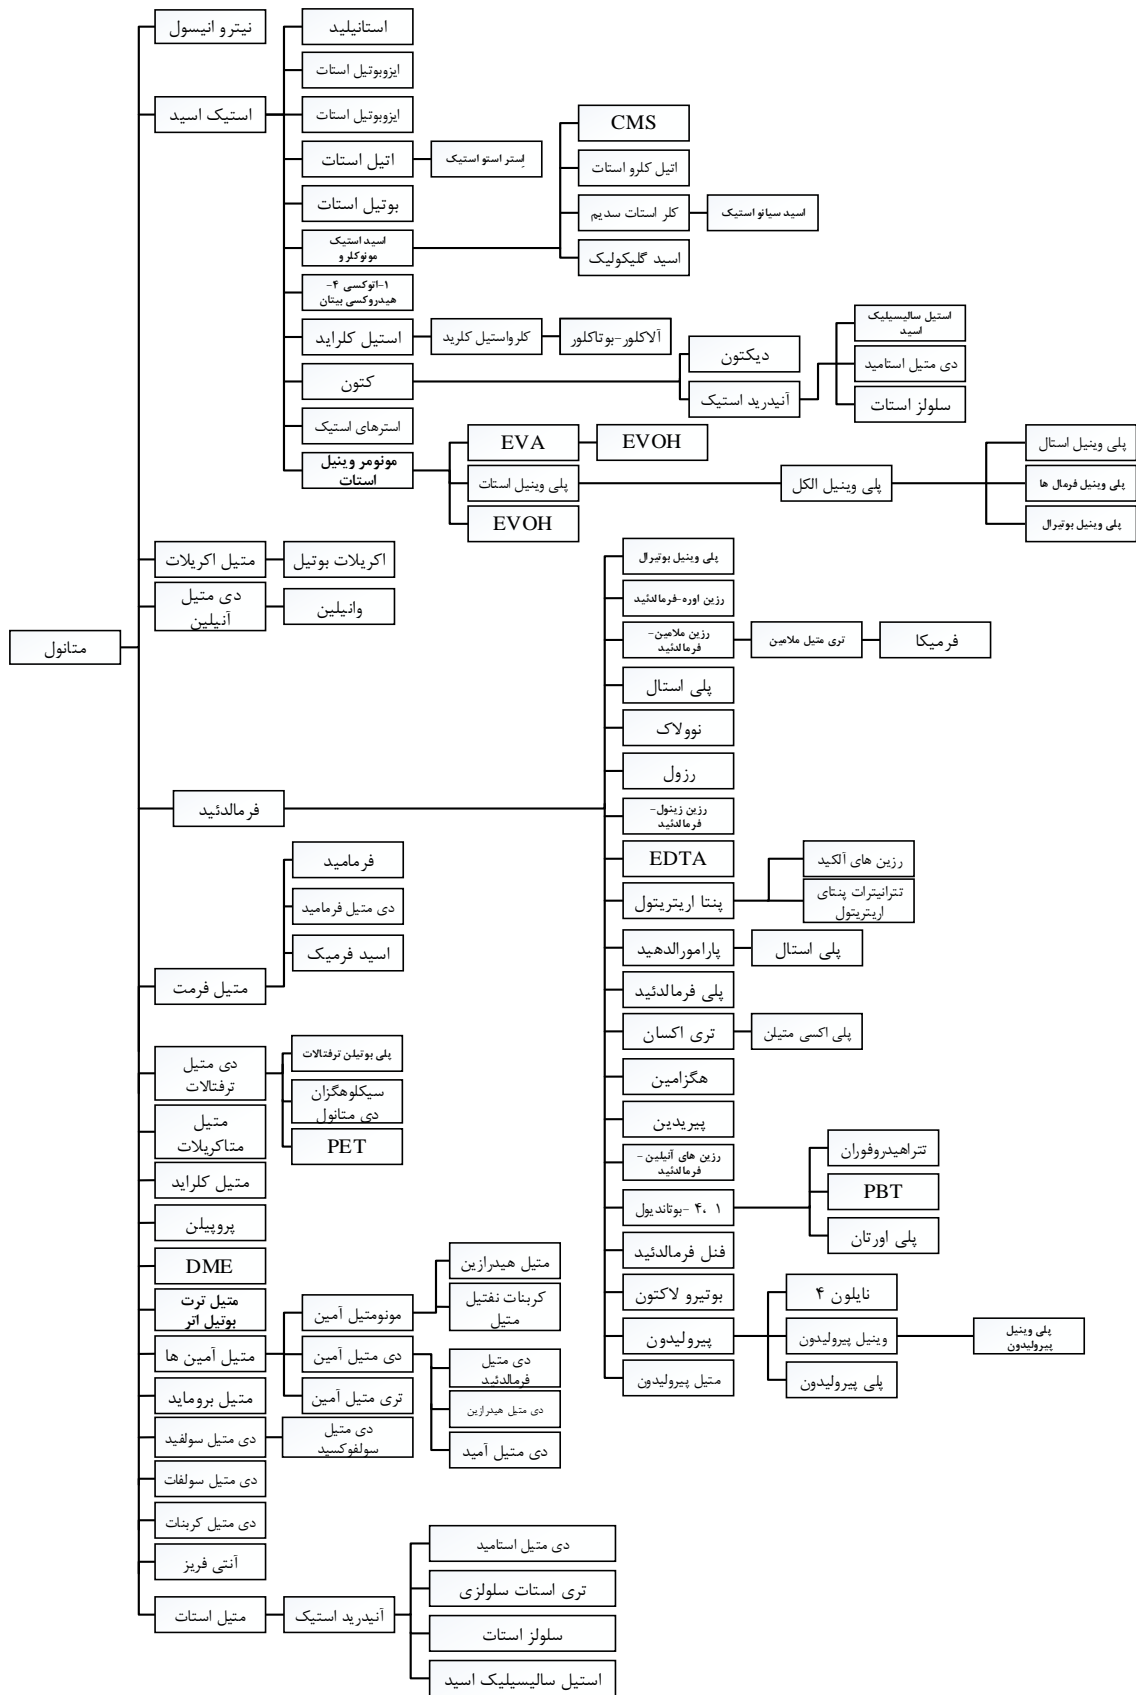 متانول
نیترو انیسول
استیک اسید
استانیلید
ایزوبوتیل استات
ایزوبوتیل استات
اتیل استات
اِستر استو استیک
بوتیل استات
اسید استیک
مونوکلرو
CMS
اتیل کلرو استات
کلر استات سدیم
اسید سیانو استیک
اسید گلیکولیک
۱-اتوکسی ۴-
هیدروکسی بیتان
استیل کلراید
کلرواستیل کلرید
آلاکلور-بوتاکلور
کتون
دیکتون
آنیدرید استیک
استیل سالیسیلیک
اسید
دی متیل استامید
سلولز استات
استرهای استیک
مونومر وینیل
استات
EVA
EVOH
پلی وینیل استات
پلی وینیل الکل
پلی وینیل استال
پلی وینیل فرمال ها
پلی وینیل بوتیرال
EVOH
متیل اکریلات
اکریلات بوتیل
دی متیل
آنیلین
وانیلین
فرمالدئید
پلی وینیل بوتیرال
رزین اوره-فرمالدئید
رزین ملامین-
فرمالدئید
تری متیل ملامین
فرمیکا
پلی استال
نوولاک
رزول
رزین زینول-
فرمالدئید
EDTA
پنتا اریتریتول
رزین های آلکید
تترانیترات پنتای
اریتریتول
پارامورالدهید
پلی استال
پلی فرمالدئید
تری اکسان
پلی اکسی متیلن
هگزامین
پیریدین
رزین های آنیلین-
فرمالدئید
۱ ،۴ -بوتاندیول
تتراهیدروفوران
PBT
پلی اورتان
فنل فرمالدئید
بوتیرو لاکتون
پیرولیدون
نایلون ۴
وینیل پیرولیدون
پلی وینیل
پیرولیدون
پلی پیرولیدون
متیل پیرولیدون
متیل فرمت
فرمامید
دی متیل فرمامید
اسید فرمیک
دی متیل
ترفتالات
پلی بوتیلن ترفتالات
سیکلوهگزان
دی متانول
PET
متیل
متاکریلات
متیل کلراید
پروپیلن
DME
متیل ترت
بوتیل اتر
متیل آمین ها
مونومتیل آمین
متیل هیدرازین
کربنات نفتیل
متیل
دی متیل آمین
دی متیل
فرمالدئید
دی متیل هیدرازین
دی متیل آمید
تری متیل آمین
متیل بروماید
دی متیل سولفید
دی متیل
سولفوکسید
دی متیل سولفات
دی متیل کربنات
آنتی فریز
متیل استات
آنیدرید استیک
دی متیل استامید
تری استات سلولزی
سلولز استات
استیل سالیسیلیک اسید